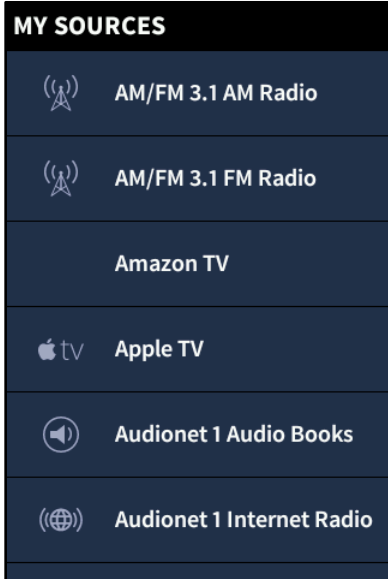 MY SOURCES
AM/FM 3.1 AM Radio
AM/FM 3.1 FM Radio
Amazon TV
tv Apple TV
Audionet 1 Audio Books
Audionet 1 Internet Radio